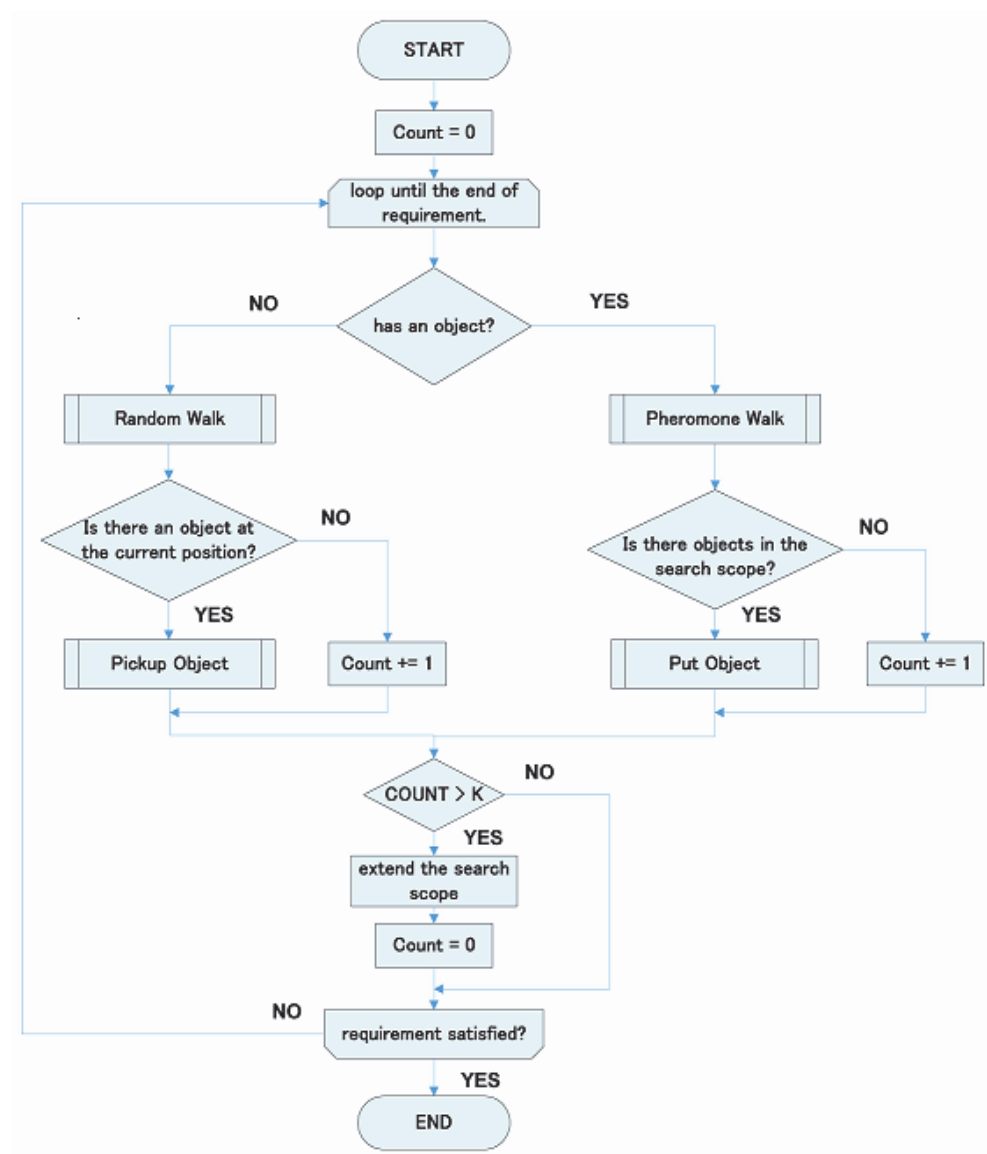 START
Count = 0
loop until the end of
requirement.
has an object?
NO
YES
Random Walk
Pheromone Walk
Is there an object at
the current position?
NO
YES
Is there objects in the
search scope?
NO
YES
Pickup Object
Count += 1
Put Object
Count += 1
COUNT > K
NO
YES
extend the search
scope
Count = 0
NO
requirement satisfied?
YES
END